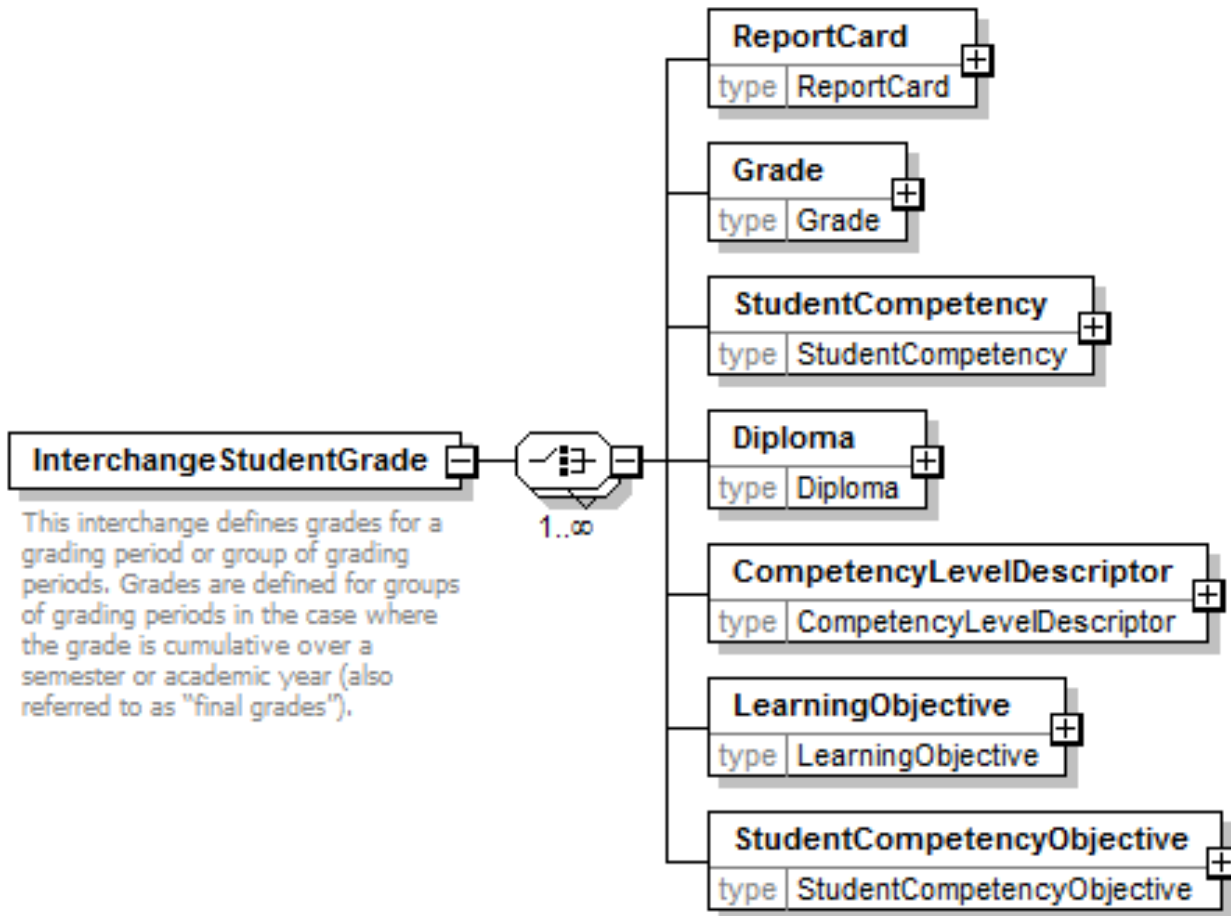 ReportCard
type ReportCard
Grade
type Grade
StudentCompetency
type StudentCompetency
InterchangeStudentGrade
This interchange defines grades for a
grading period or group of grading
periods. Grades are defined for groups
of grading periods in the case where
the grade is cumulative over a
semester or academic year (also
referred to as “final grades”).
1..∞
Diploma
type Diploma
CompetencyLevelDescriptor
type CompetencyLevelDescriptor
LearningObjective
type LearningObjective
StudentCompetencyObjective
type StudentCompetencyObjective